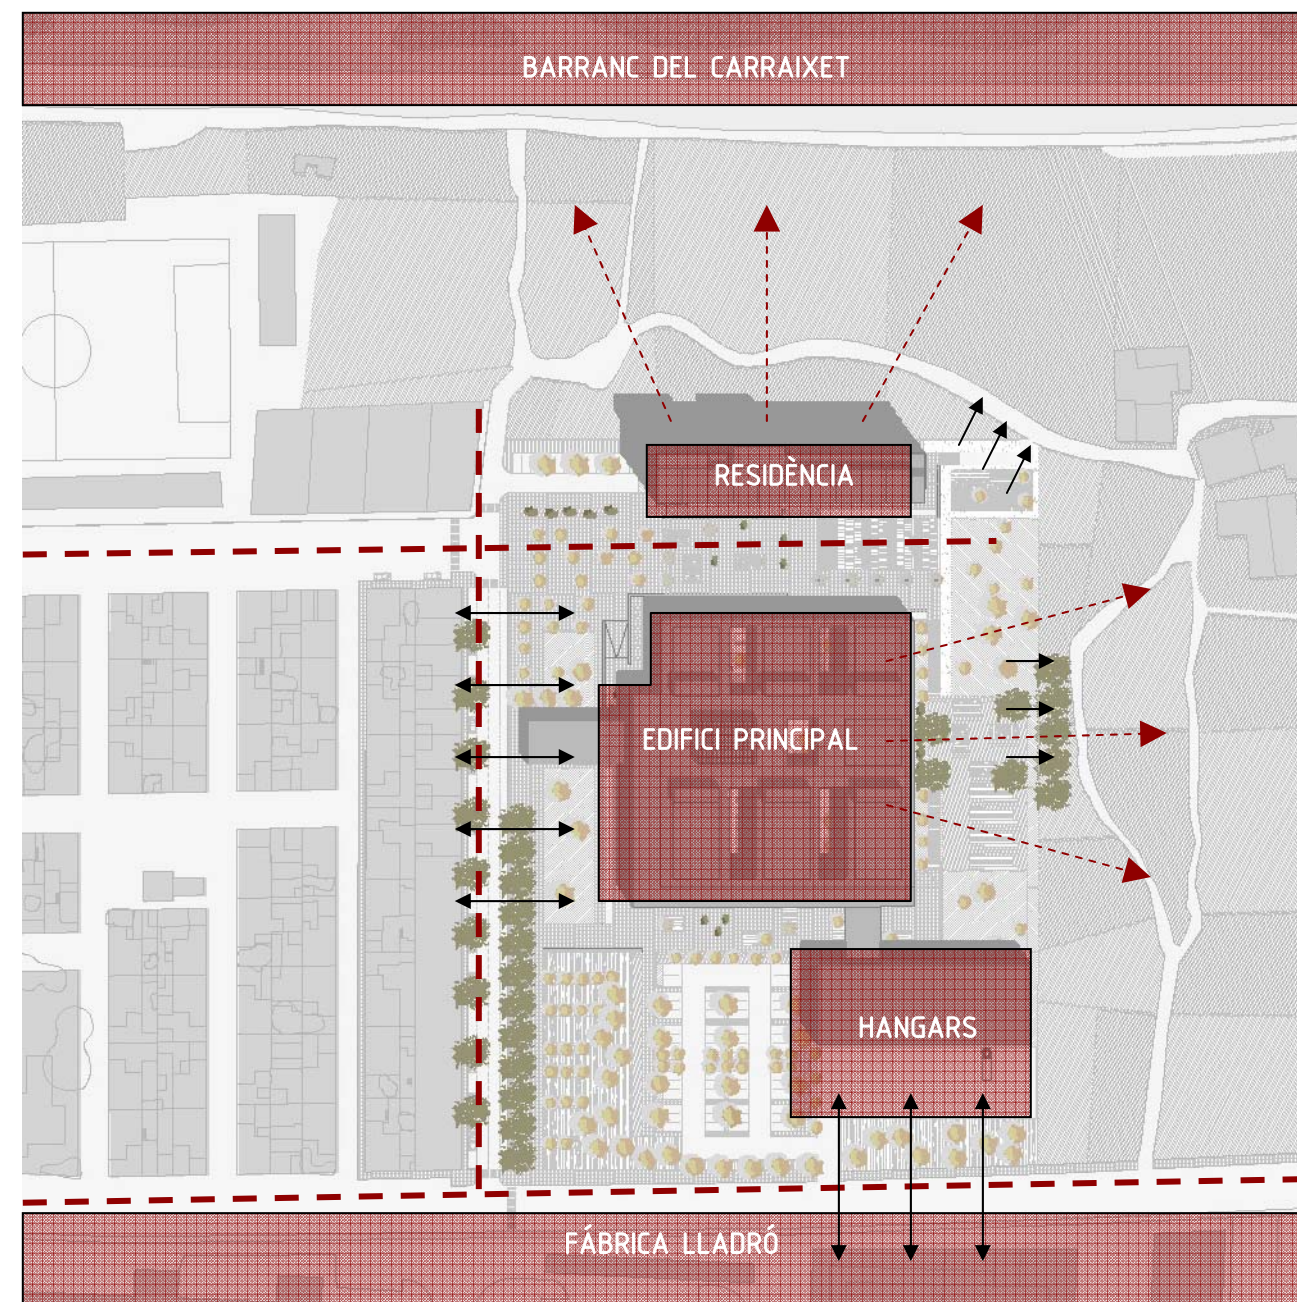 BARRANC DEL CARRAIXET
RESIDÈNCIA
EDIFICI PRINCIPAL
HANGARS
FÁBRICA LLADRÓ